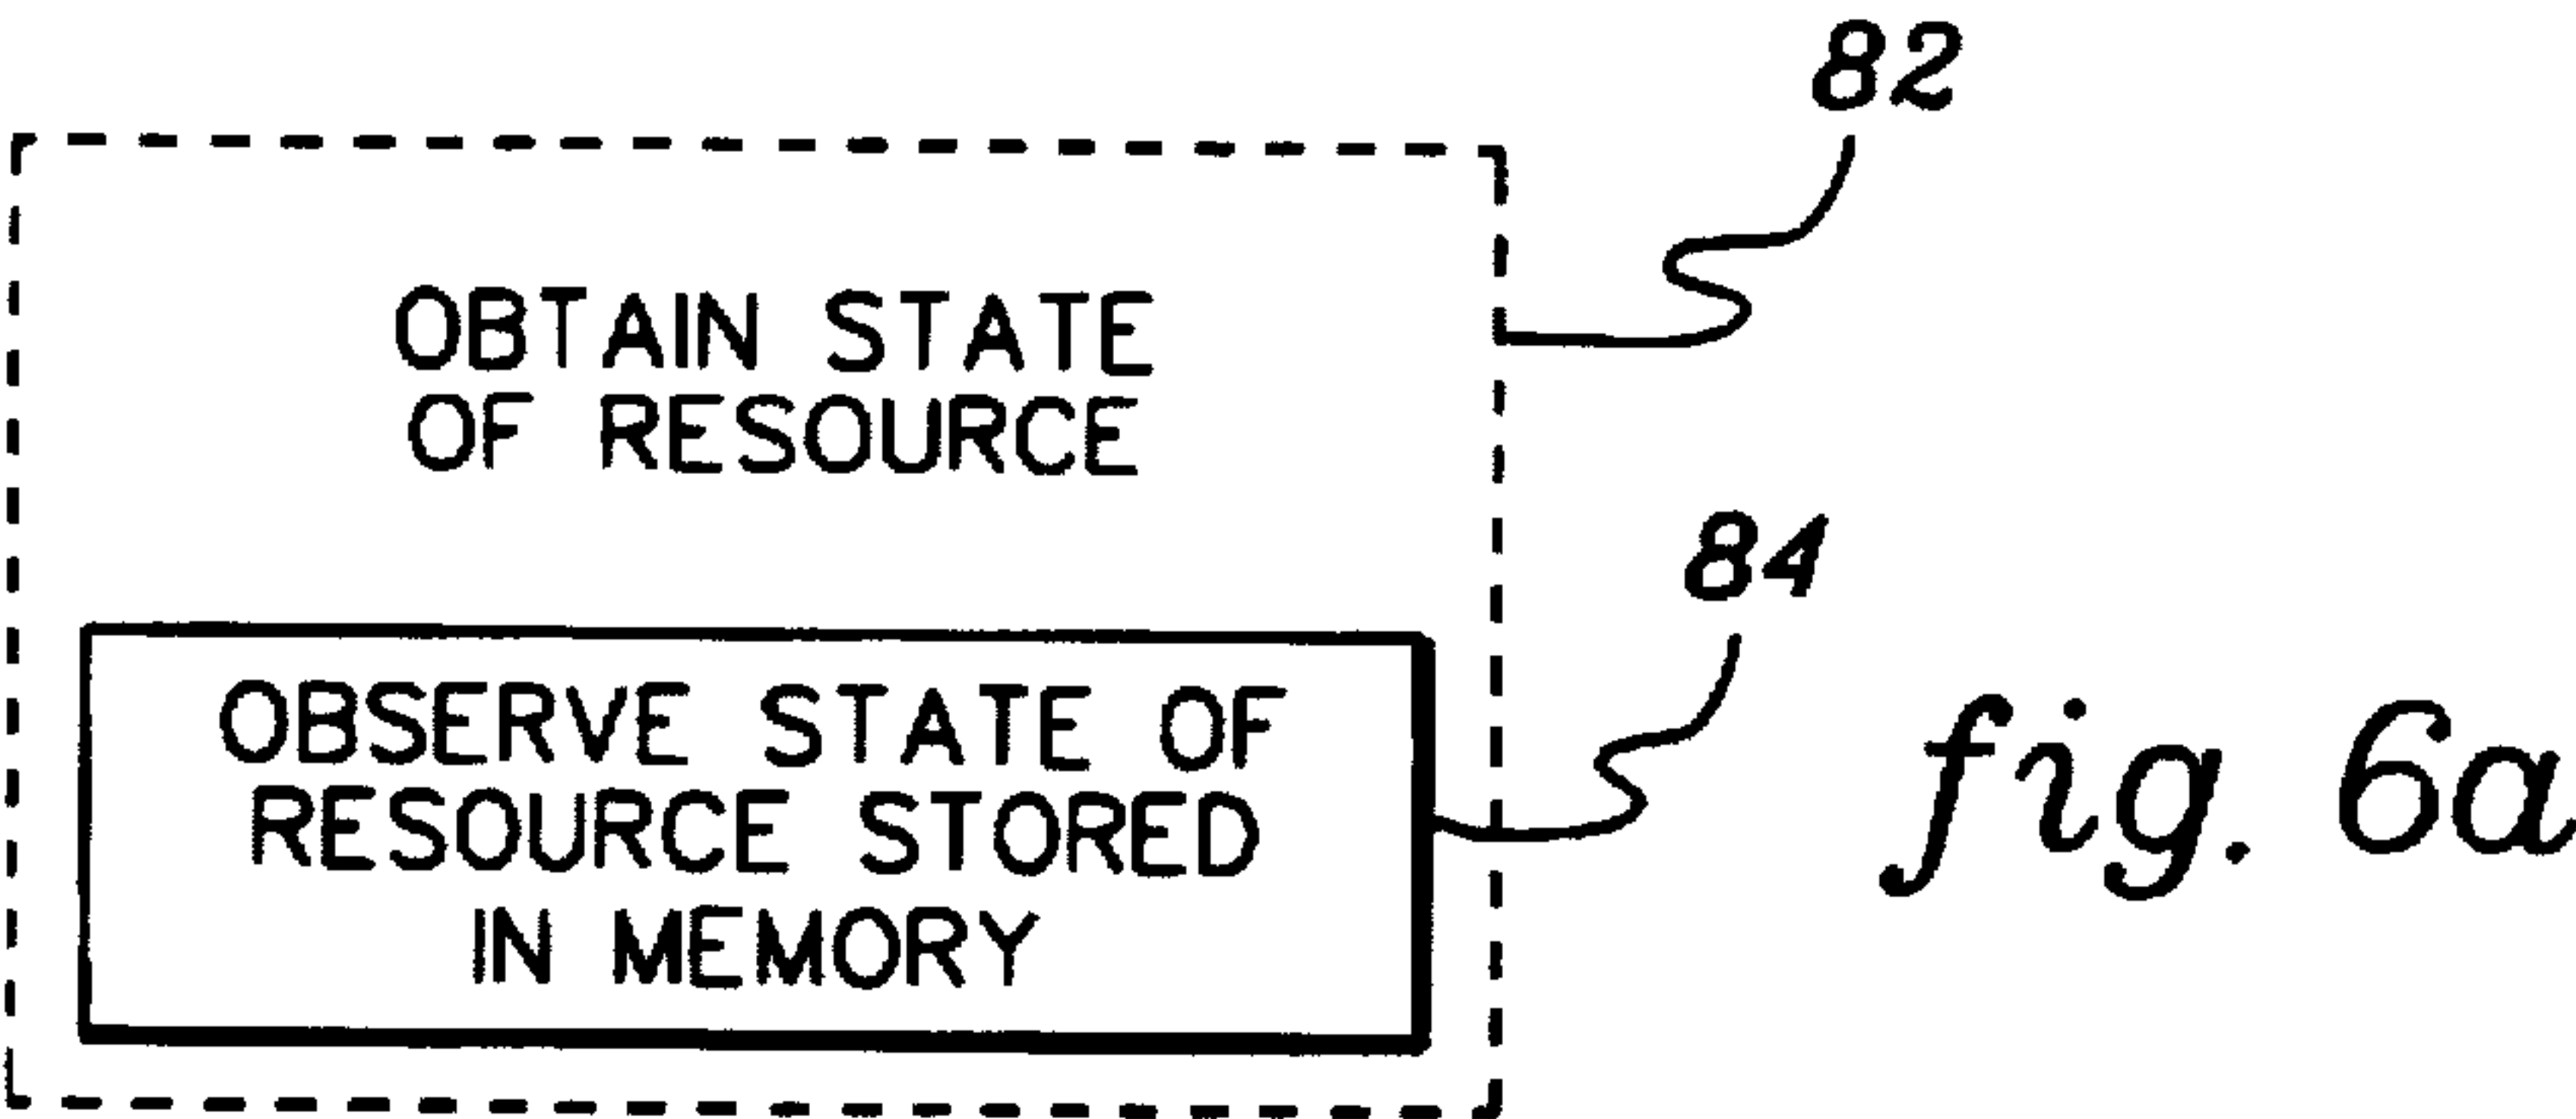 82
OBTAIN STATE
OF RESOURCE
84
OBSERVE STATE OF
RESOURCE STORED
IN MEMORY
fig. 6a